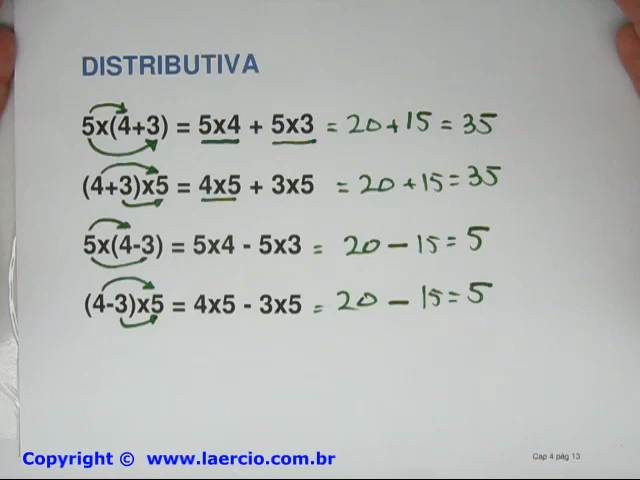 DISTRIBUTIVA
5x(4+3) = 5x4 + 5x3 = 20 + 15 = 35
(4+3)x5 = 4x5 + 3x5 = 20 + 15 = 35
5x(4-3) = 5x4 - 5x3 = 20 - 15 = 5
(4-3)x5 = 4x5 - 3x5 = 20 - 15 = 5
Copyright © www.laercio.com.br
Cap 4 pág 13